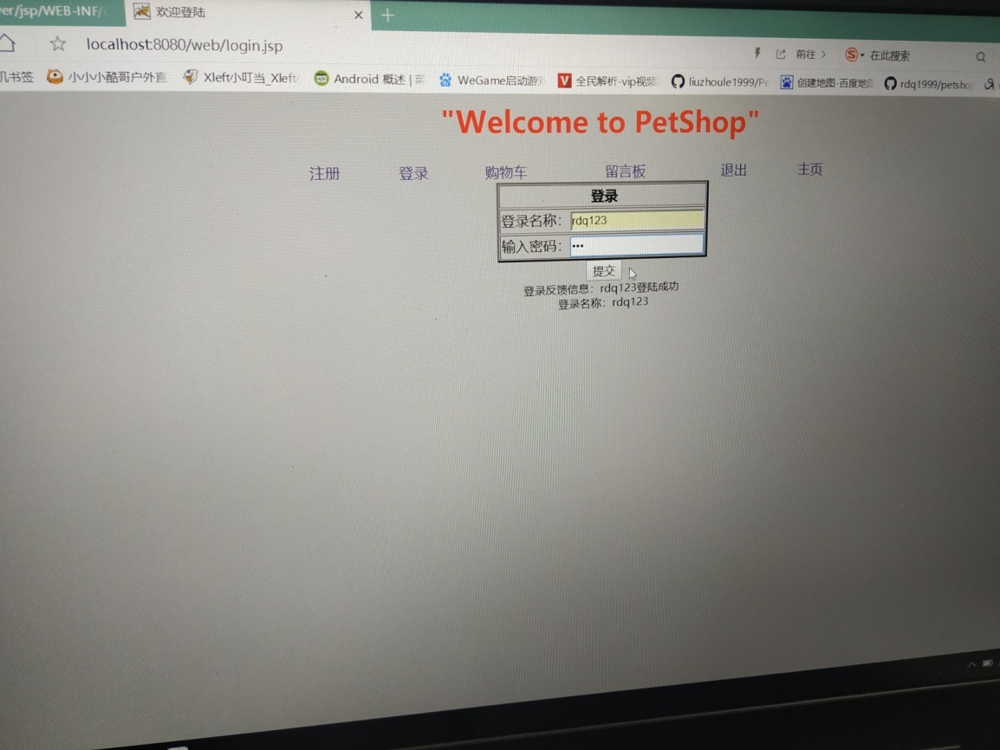 er/jsp/WEB-INF/
欢迎登陆
localhost:8080/web/login.jsp
前往
在此搜索
机书签
小小小酷哥户外直
Xleft小叮当_Xleft
Android 概述 | 菜
WeGame启动游
全民解析-vip视频
liuzhoule1999/Pe
创建地图-百度地图
rdq1999/petsho
"Welcome to PetShop"
注册 登录 购物车 留言板 退出 主页
登录
登录名称： rdq123
输入密码： •••
提交
登录反馈信息：rdq123登陆成功
登录名称：rdq123